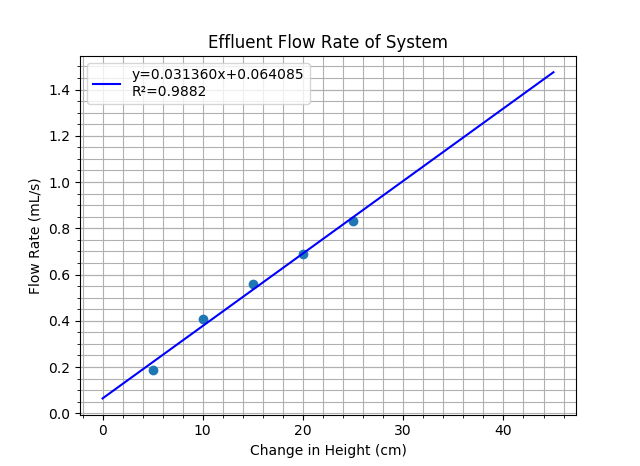 Effluent Flow Rate of System
y=0.031360x+0.064085
R²=0.9882
Flow Rate (mL/s)
1.4
1.2
1.0
0.8
0.6
0.4
0.2
0.0
0 10 20 30 40
Change in Height (cm)